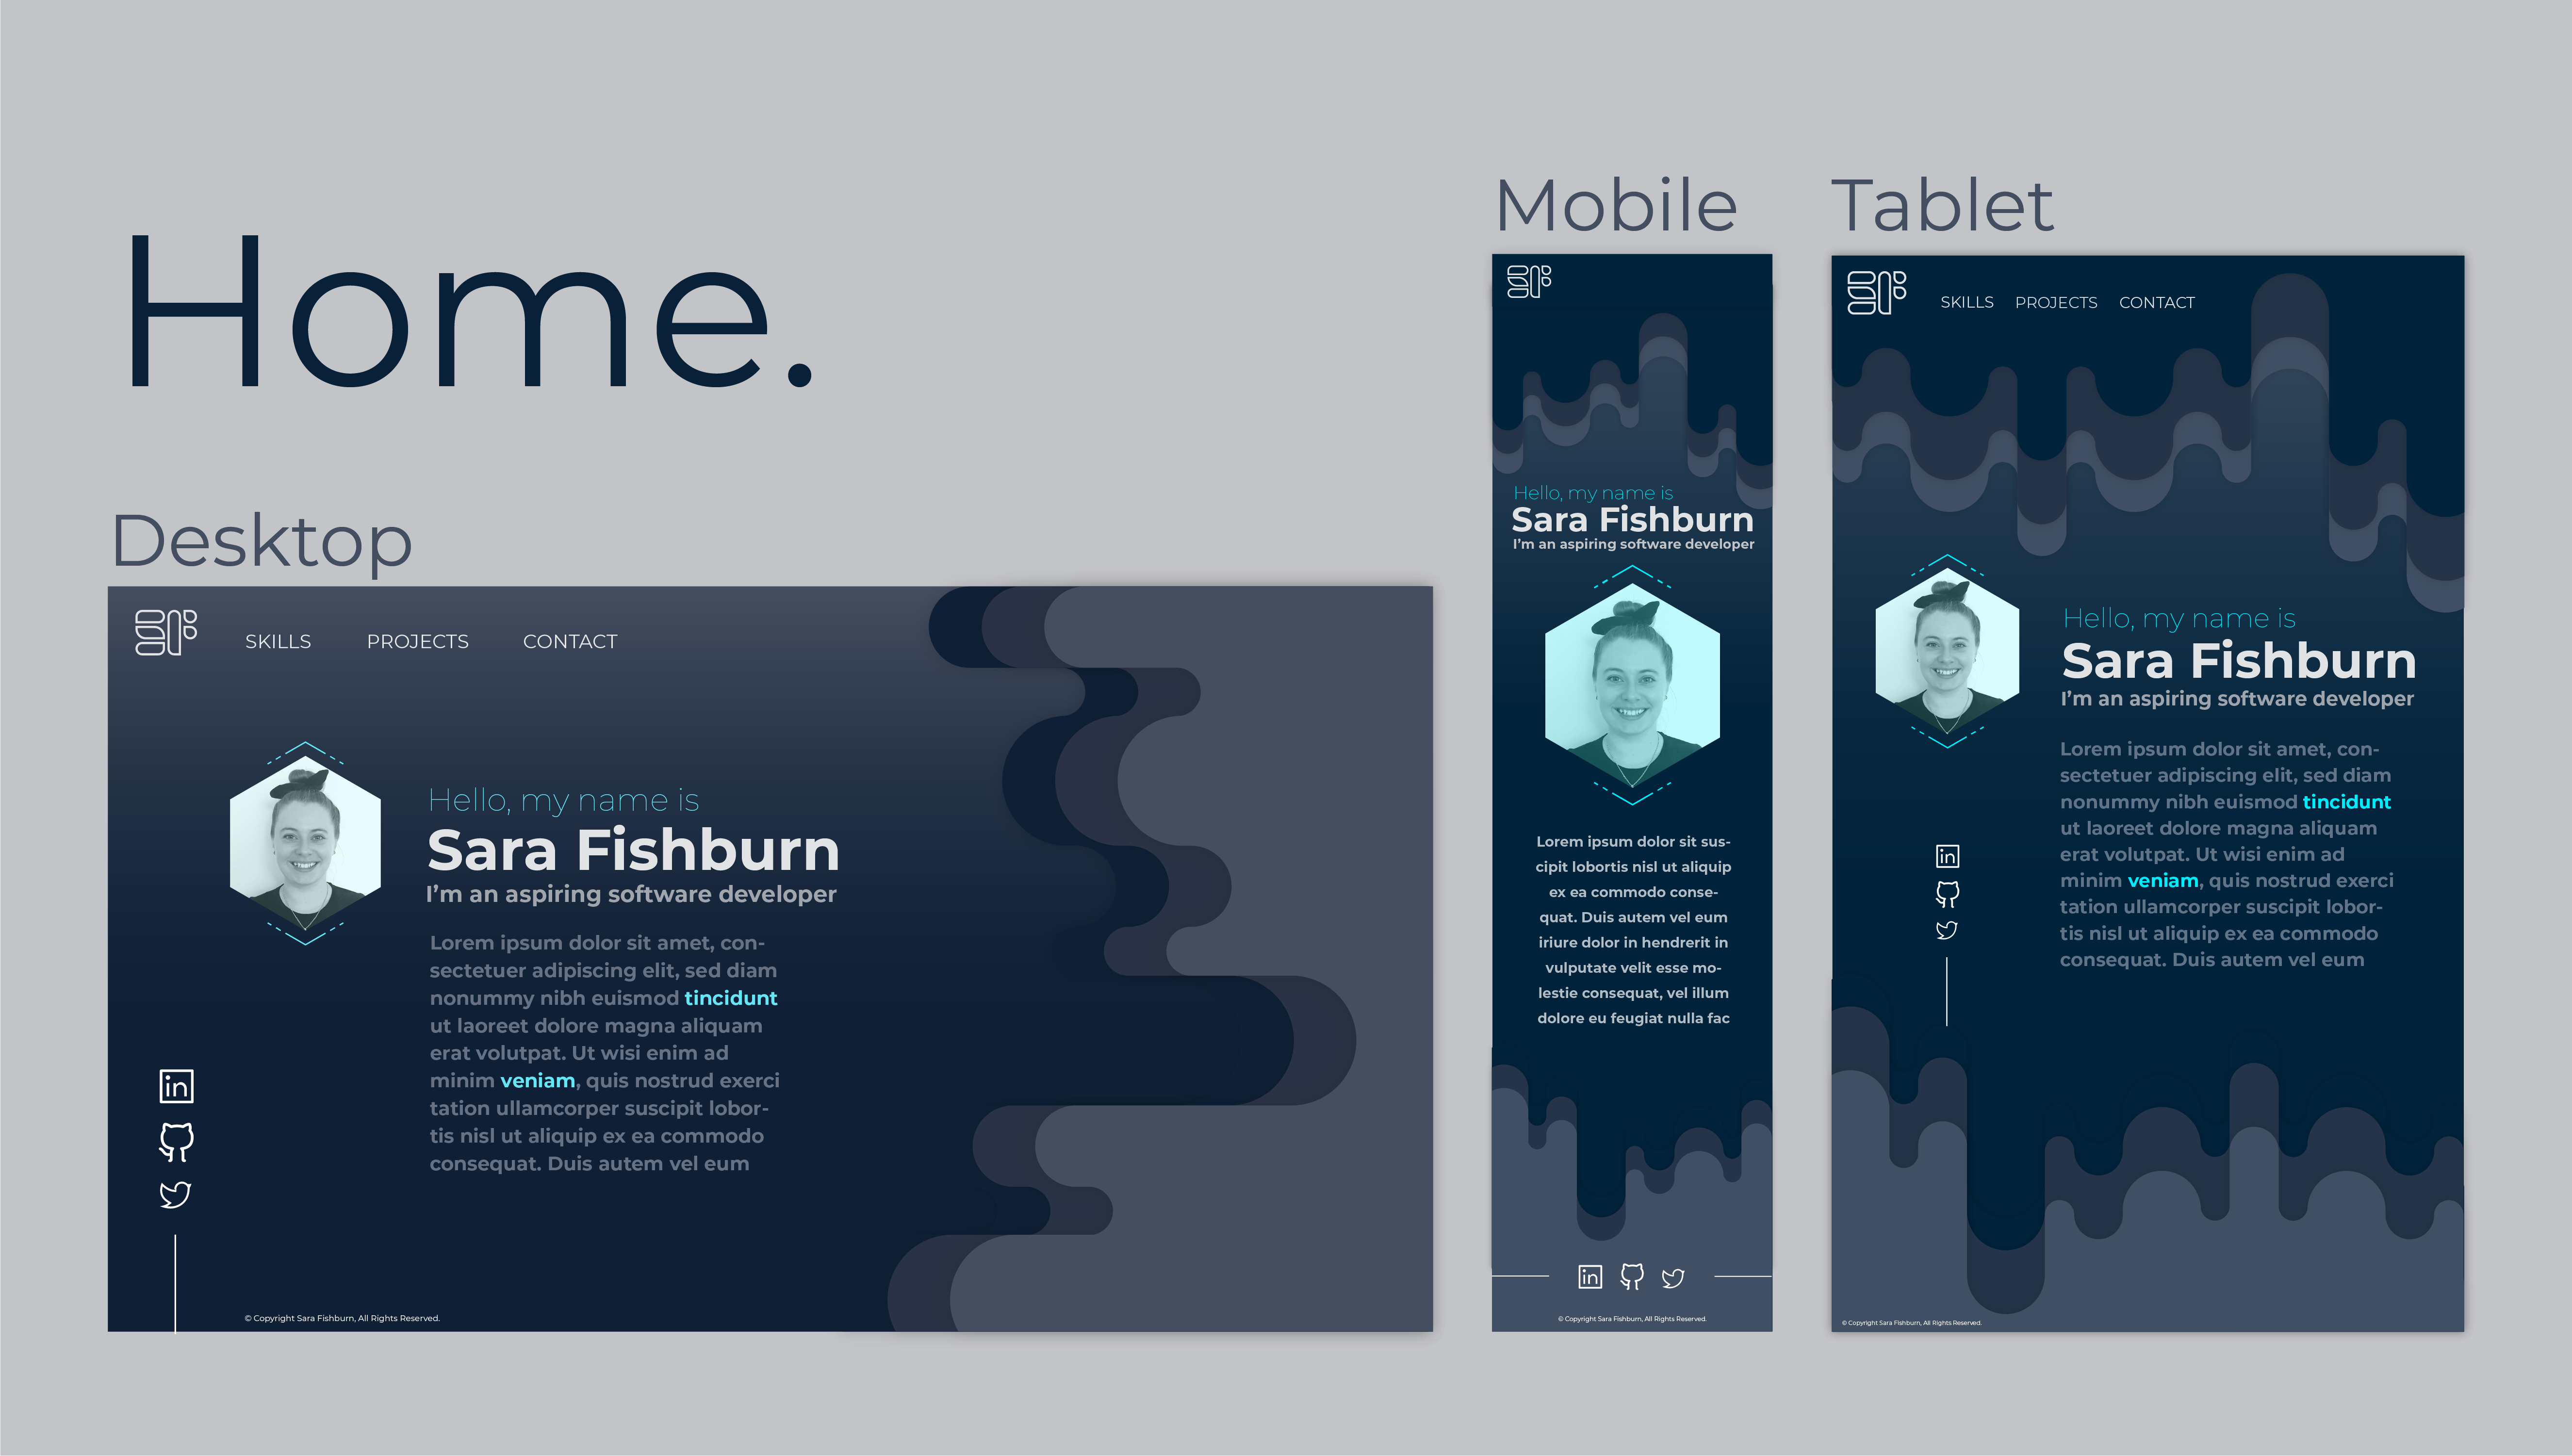 Home.
Desktop
SKILLS PROJECTS CONTACT
Hello, my name is
Sara Fishburn
I'm an aspiring software developer
Lorem ipsum dolor sit amet, con-
sectetuer adipiscing elit, sed diam
nonummy nibh euismod tincidunt
ut laoreet dolore magna aliquam
erat volutpat. Ut wisi enim ad
minim veniam, quis nostrud exerci
tation ullamcorper suscipit lobor-
tis nisl ut aliquip ex ea commodo
consequat. Duis autem vel eum
in
© Copyright Sara Fishburn, All Rights Reserved.
Mobile
Hello, my name is
Sara Fishburn
I'm an aspiring software developer
Lorem ipsum dolor sit sus-
cipit lobortis nisl ut aliquip
ex ea commodo conse-
quat. Duis autem vel eum
iriure dolor in hendrerit in
vulputate velit esse mo-
lestie consequat, vel illum
dolore eu feugiat nulla fac
in
© Copyright Sara Fishburn, All Rights Reserved.
Tablet
SKILLS PROJECTS CONTACT
Hello, my name is
Sara Fishburn
I'm an aspiring software developer
Lorem ipsum dolor sit amet, con-
sectetuer adipiscing elit, sed diam
nonummy nibh euismod tincidunt
ut laoreet dolore magna aliquam
erat volutpat. Ut wisi enim ad
minim veniam, quis nostrud exerci
tation ullamcorper suscipit lobor-
tis nisl ut aliquip ex ea commodo
consequat. Duis autem vel eum
in
© Copyright Sara Fishburn, All Rights Reserved.